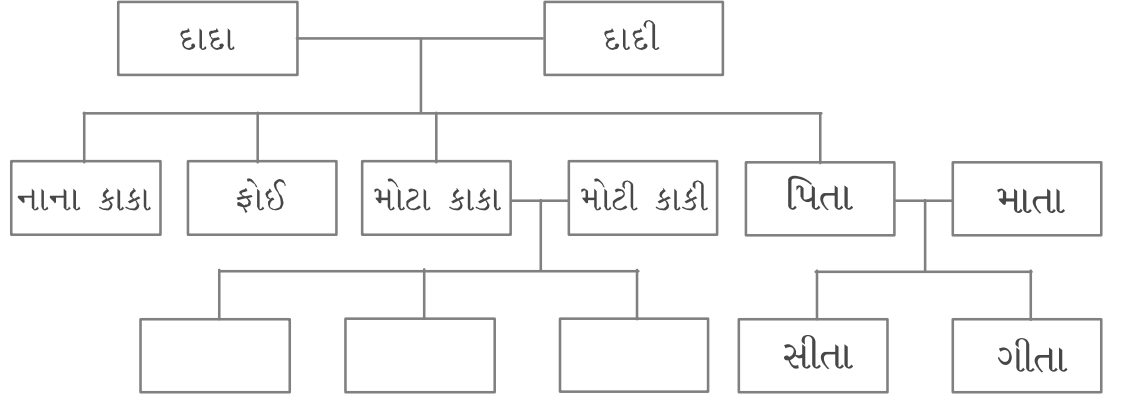 દાદા દાદી
નાના કાકા ફોઈ મોટા કાકા મોટી કાકી પિતા માતા
સીતા ગીતા